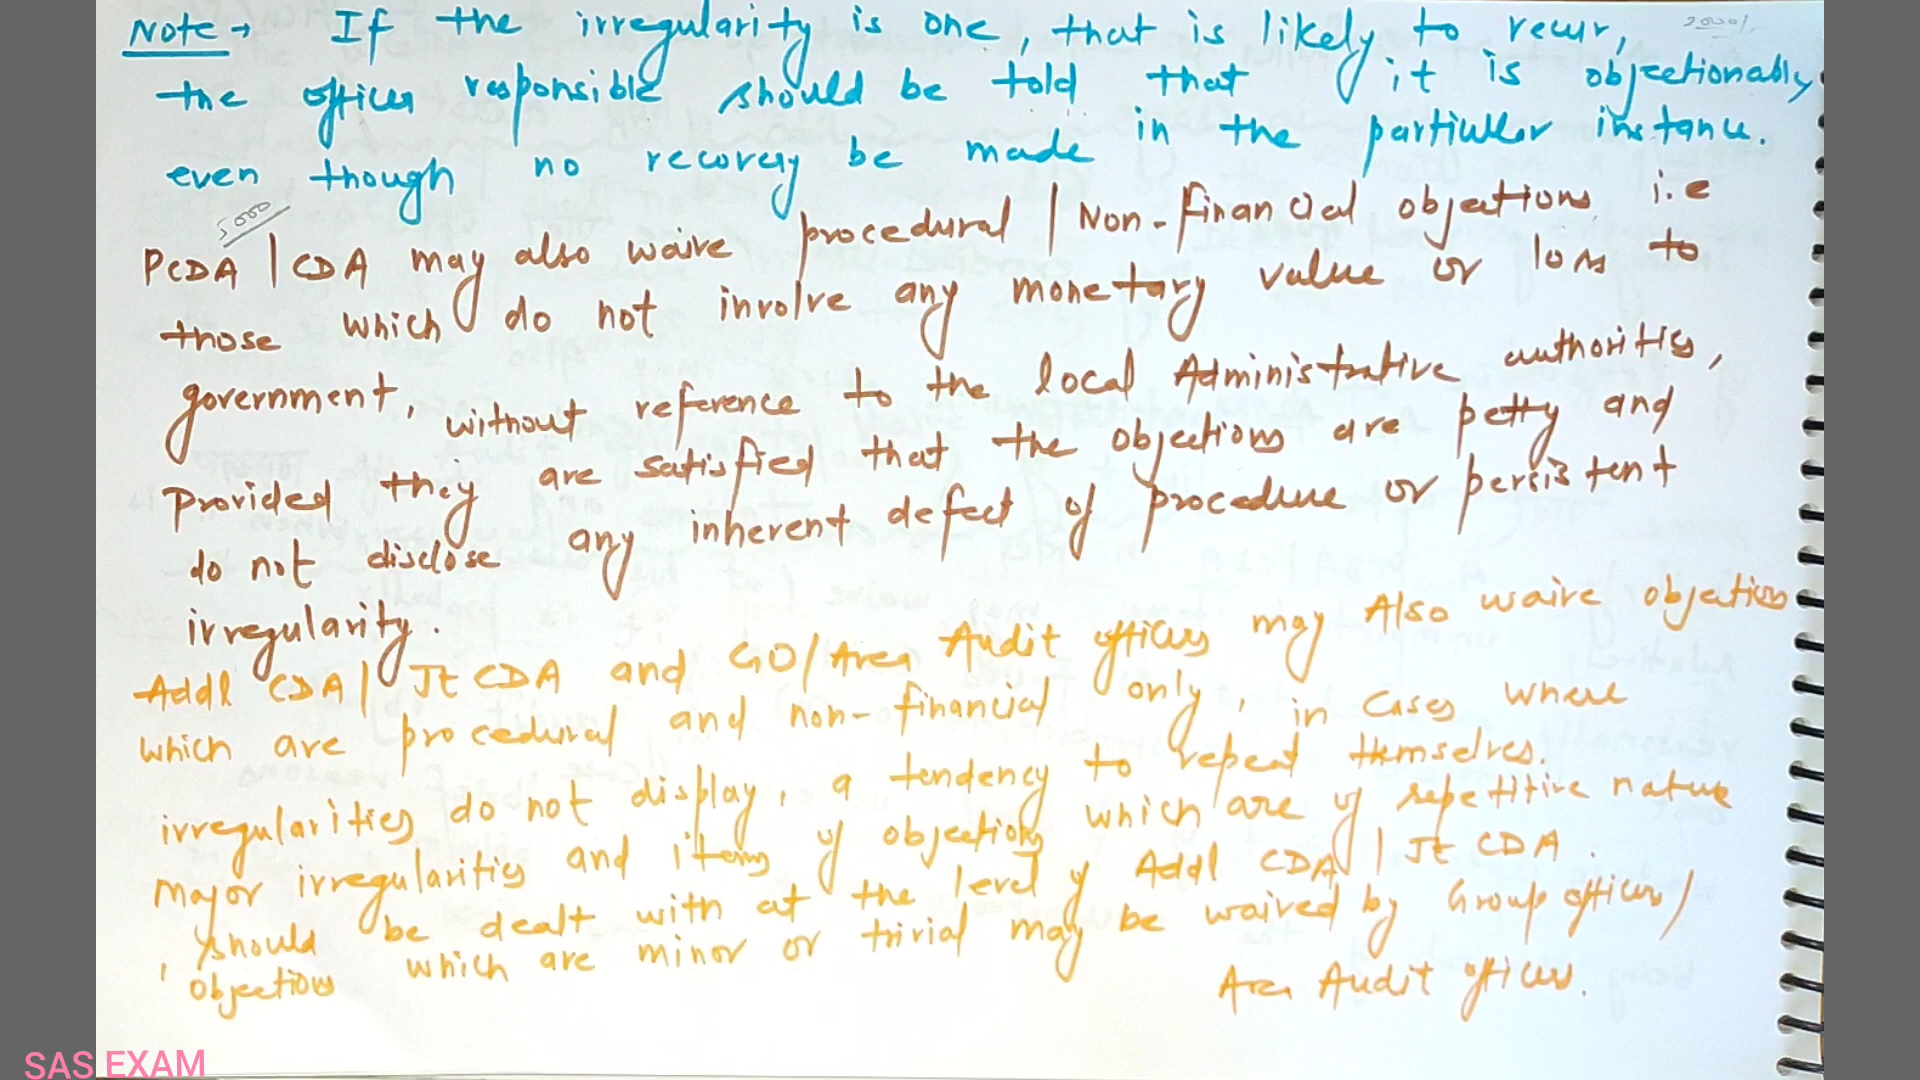 Note → If the irregularity is one, that is likely to recur,
the officer responsible should be told that it is objectionably
even though no recovery be made in the particular instance.
5000
PCDA / CDA may also waive procedural / Non-financial objections i.e
those which do not involve any monetary value or loss to
government, without reference to the local Administrative authorities,
Provided they are satisfied that the objections are petty and
do not disclose any inherent defect of procedure or persistent
irregularity.
Addl CDA / Jt CDA and GO/Area Audit officers may Also waive objections
which are procedural and non-financial only, in cases where
irregularities do not display, a tendency to repeat themselves.
Major irregularities and items of objections which are of repetitive nature
should be dealt with at the level of Addl CDA / Jt CDA.
Objections which are minor or trivial may be waived by Group officers/
Area Audit officers.
SAS EXAM